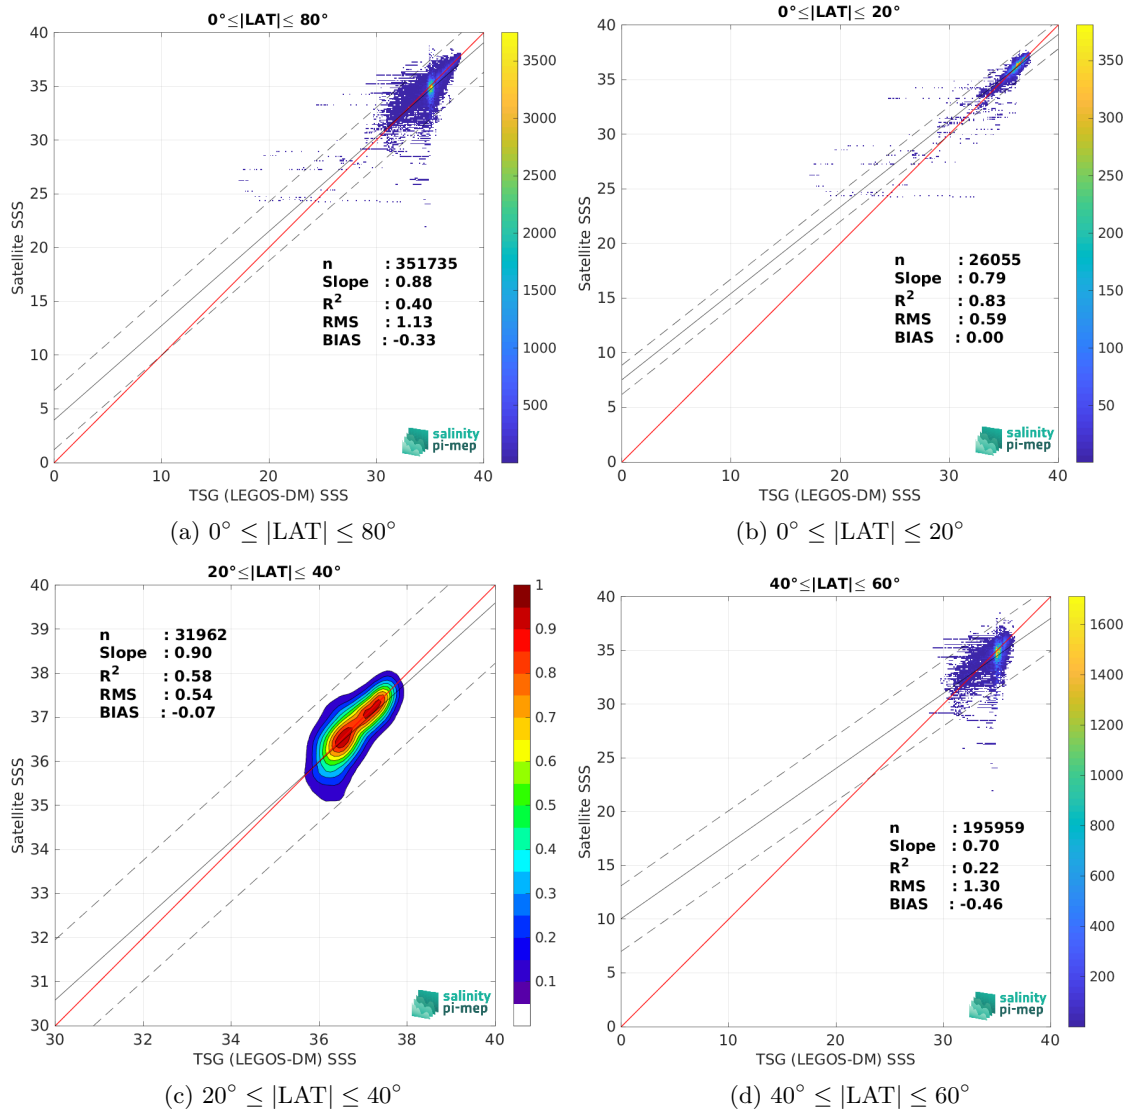 0°≤|LAT|≤ 80°
40
35
30
25
20
15
10
5
0
Satellite SSS
n : 351735
Slope : 0.88
R² : 0.40
RMS : 1.13
BIAS : -0.33
salinity
pi-mep
0 10 20 30 40
TSG (LEGOS-DM) SSS
3500
3000
2500
2000
1500
1000
500
(a) 0° ≤ |LAT| ≤ 80°
0°≤|LAT|≤ 20°
40
35
30
25
20
15
10
5
0
Satellite SSS
n : 26055
Slope : 0.79
R² : 0.83
RMS : 0.59
BIAS : 0.00
salinity
pi-mep
0 10 20 30 40
TSG (LEGOS-DM) SSS
350
300
250
200
150
100
50
(b) 0° ≤ |LAT| ≤ 20°
20°≤|LAT|≤ 40°
40
39
38
37
36
35
34
33
32
31
30
Satellite SSS
n : 31962
Slope : 0.90
R² : 0.58
RMS : 0.54
BIAS : -0.07
salinity
pi-mep
30 32 34 36 38 40
TSG (LEGOS-DM) SSS
1
0.9
0.8
0.7
0.6
0.5
0.4
0.3
0.2
0.1
(c) 20° ≤ |LAT| ≤ 40°
40°≤|LAT|≤ 60°
40
35
30
25
20
15
10
5
0
Satellite SSS
n : 195959
Slope : 0.70
R² : 0.22
RMS : 1.30
BIAS : -0.46
salinity
pi-mep
0 10 20 30 40
TSG (LEGOS-DM) SSS
1600
1400
1200
1000
800
600
400
200
(d) 40° ≤ |LAT| ≤ 60°